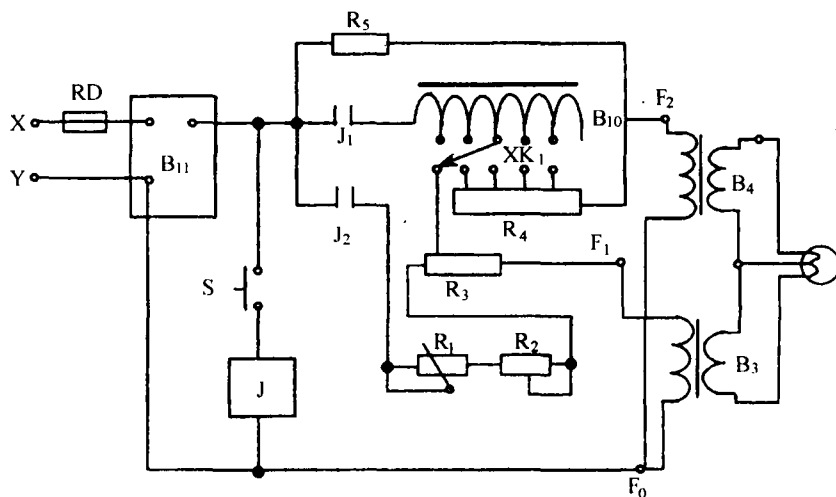 R₅
RD
F₂
X
B₁₀
J₁
XK₁
B₁₁
B₄
Y
R₄
J₂
F₁
S
R₃
R₁
R₂
B₃
J
F₀